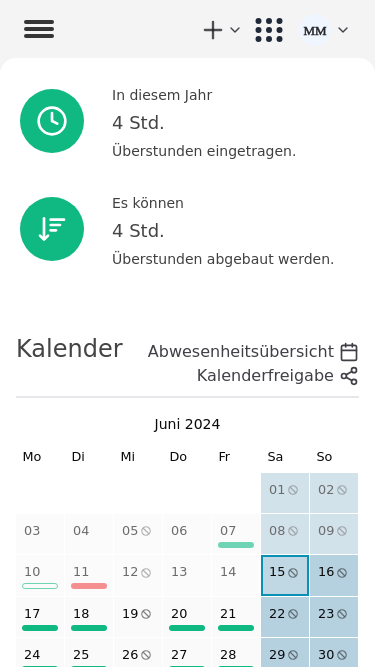 MM
In diesem Jahr
4 Std.
Überstunden eingetragen.
Es können
4 Std.
Überstunden abgebaut werden.
Kalender
Abwesenheitsübersicht
Kalenderfreigabe
Juni 2024
Mo Di Mi Do Fr Sa So
01 02
03 04 05 06 07 08 09
10 11 12 13 14 15 16
17 18 19 20 21 22 23
24 25 26 27 28 29 30